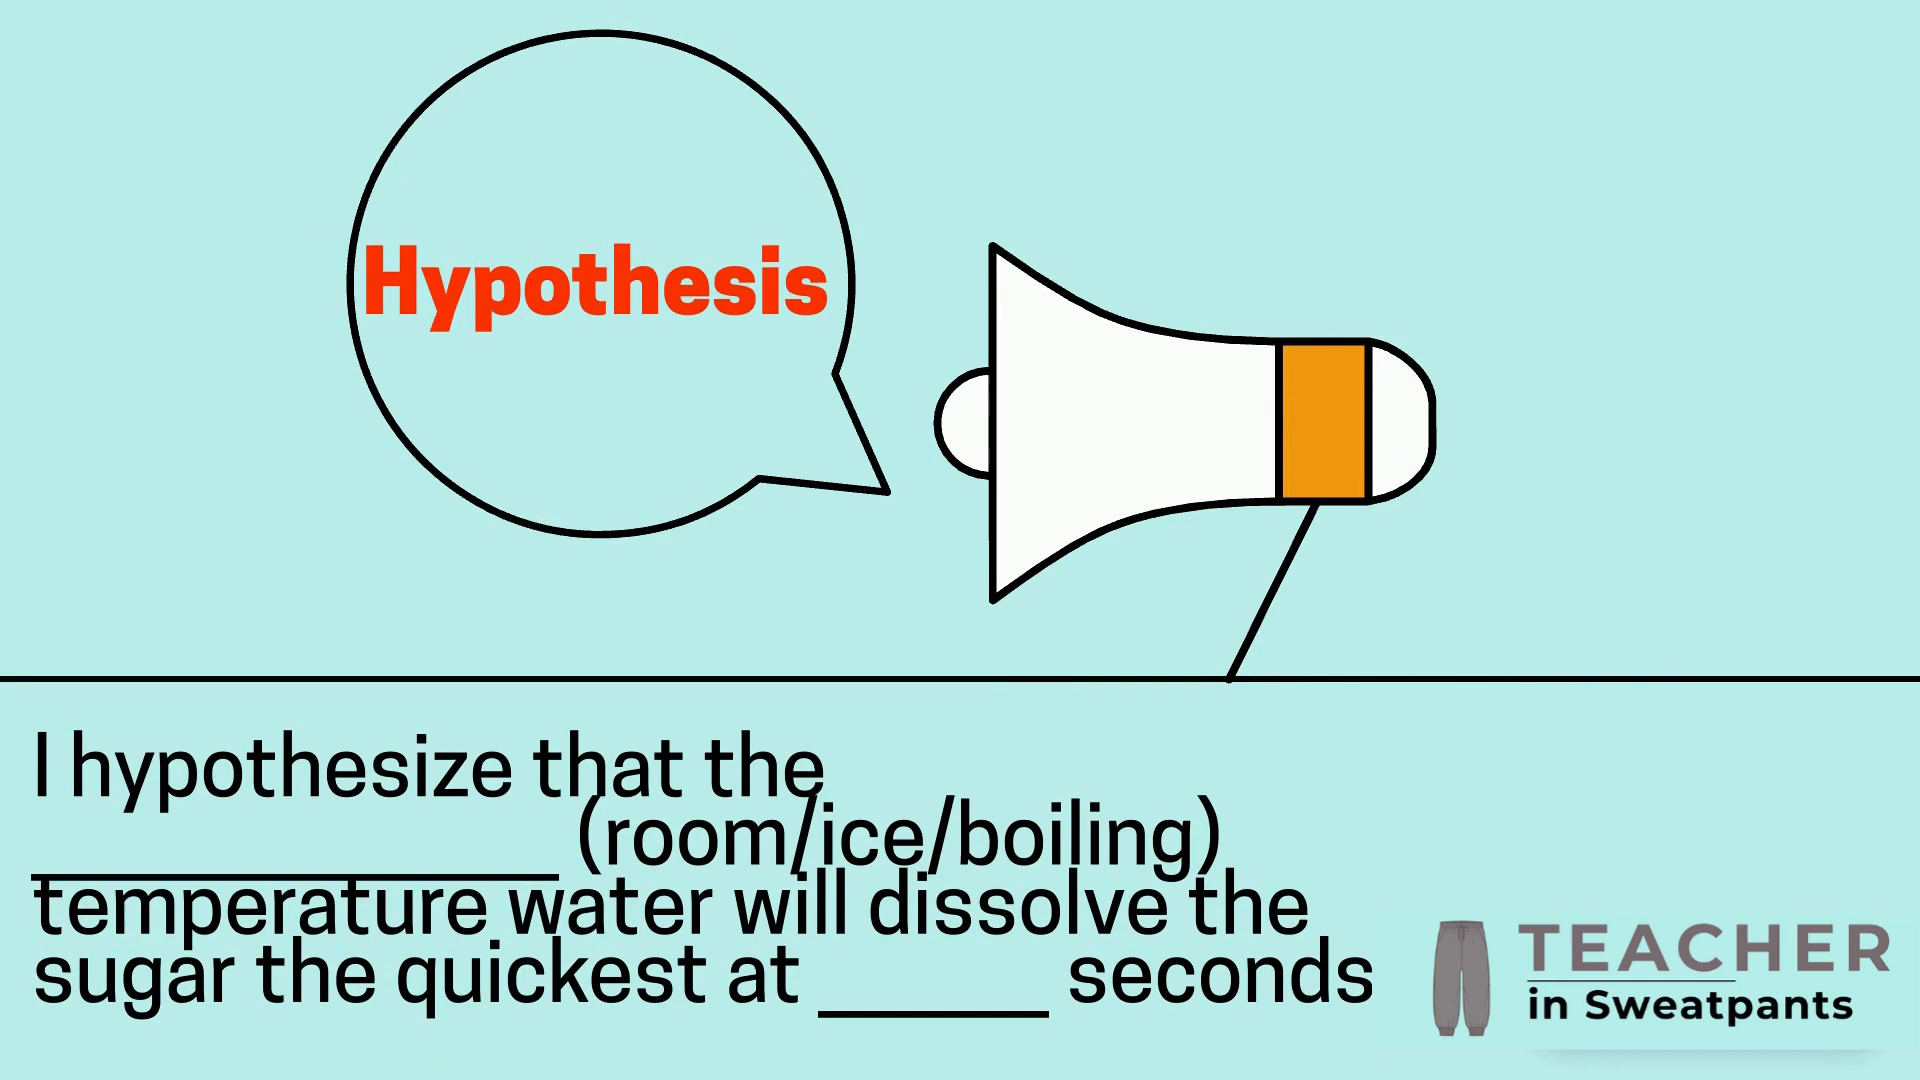 Hypothesis
I hypothesize that the
_______________ (room/ice/boiling)
temperature water will dissolve the
sugar the quickest at ______ seconds
TEACHER
in Sweatpants